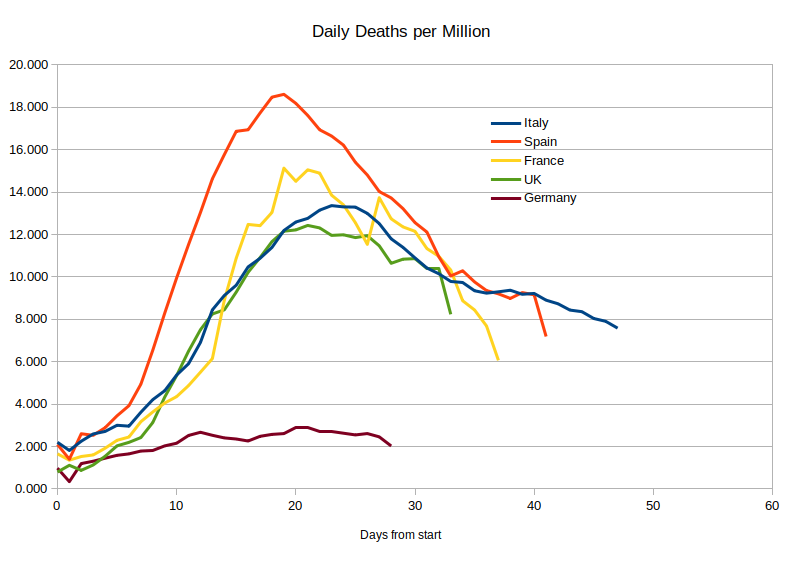 Daily Deaths per Million
20.000
18.000
16.000
14.000
12.000
10.000
8.000
6.000
4.000
2.000
0.000
Italy
Spain
France
UK
Germany
0 10 20 30 40 50 60
Days from start